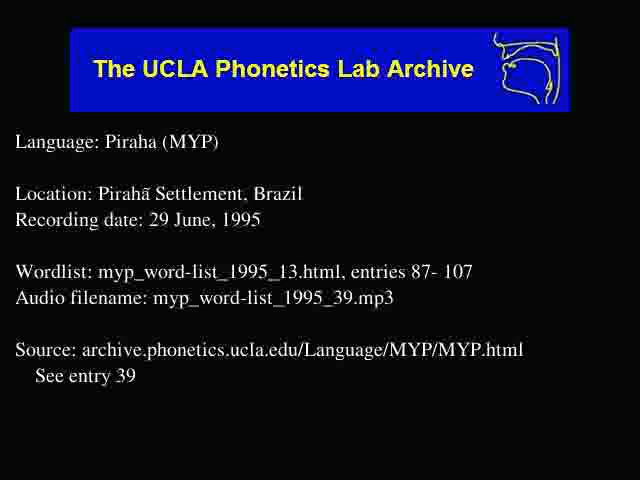 The UCLA Phonetics Lab Archive
Language: Piraha (MYP)
Location: Pirahã Settlement, Brazil
Recording date: 29 June, 1995
Wordlist: myp_word-list_1995_13.html, entries 87- 107
Audio filename: myp_word-list_1995_39.mp3
Source: archive.phonetics.ucla.edu/Language/MYP/MYP.html
See entry 39